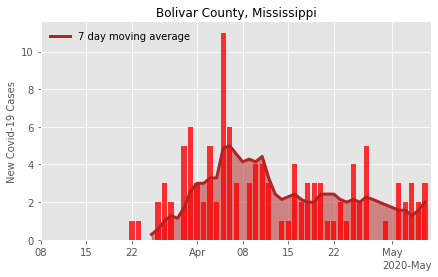 Bolivar County, Mississippi
7 day moving average
New Covid-19 Cases
10
8
6
4
2
0
08 15 22 Apr 08 15 22 May
2020-May